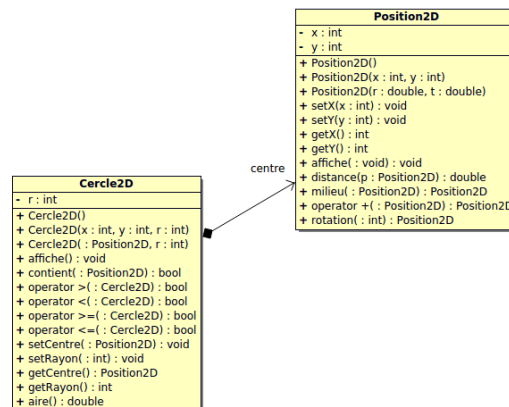 Position2D
- x : int
- y : int
+ Position2D()
+ Position2D(x : int, y : int)
+ Position2D(r : double, t : double)
+ setX(x : int) : void
+ setY(y : int) : void
+ getX() : int
+ getY() : int
+ affiche( : void) : void
+ distance(p : Position2D) : double
+ milieu( : Position2D) : Position2D
+ operator +( : Position2D) : Position2D
+ rotation( : int) : Position2D
centre
Cercle2D
- r : int
+ Cercle2D()
+ Cercle2D(x : int, y : int, r : int)
+ Cercle2D( : Position2D, r : int)
+ affiche() : void
+ contient( : Position2D) : bool
+ operator >( : Cercle2D) : bool
+ operator <( : Cercle2D) : bool
+ operator >=( : Cercle2D) : bool
+ operator <=( : Cercle2D) : bool
+ setCentre( : Position2D) : void
+ setRayon( : int) : void
+ getCentre() : Position2D
+ getRayon() : int
+ aire() : double